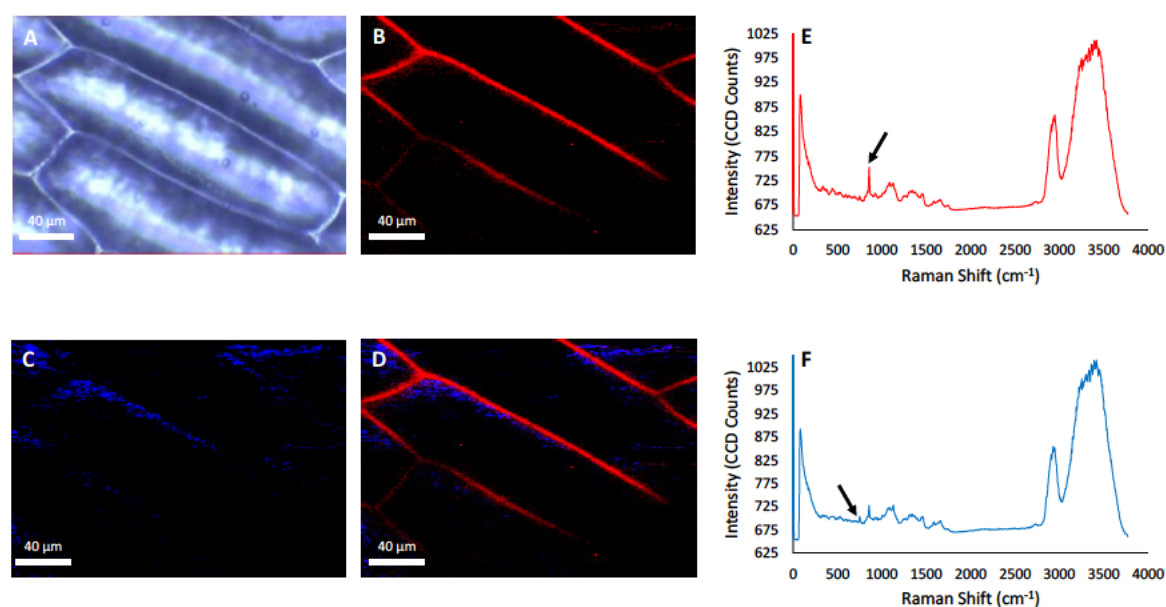 A
40 µm
B
40 µm
E
Intensity (CCD Counts)
1025
975
925
875
825
775
725
675
625
0 500 1000 1500 2000 2500 3000 3500 4000
Raman Shift (cm⁻¹)
C
40 µm
D
40 µm
F
Intensity (CCD Counts)
1025
975
925
875
825
775
725
675
625
0 500 1000 1500 2000 2500 3000 3500 4000
Raman Shift (cm⁻¹)